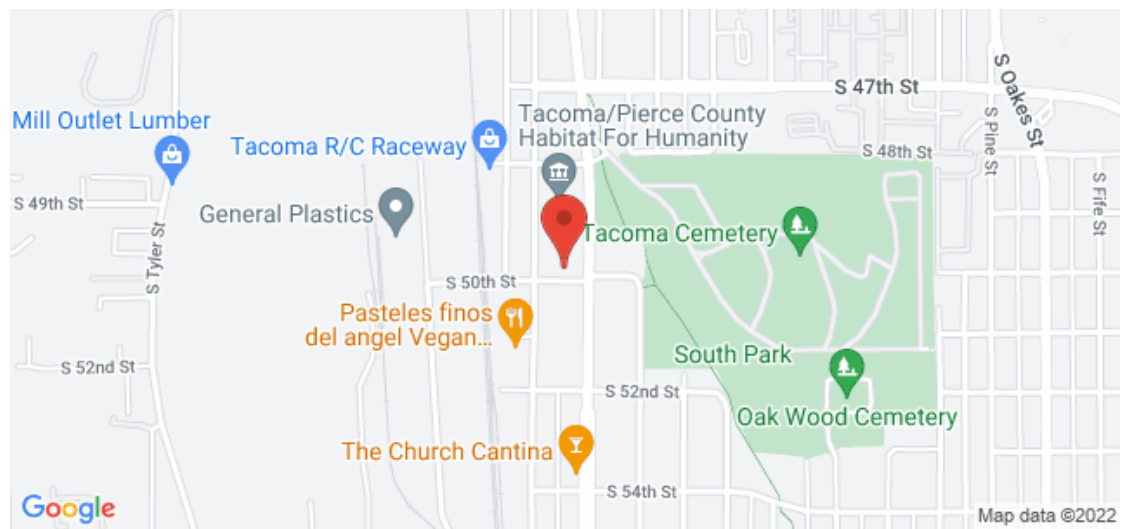 S 47th St
S Oakes St
S Pine St
Tacoma/Pierce County
Habitat For Humanity
Mill Outlet Lumber
Tacoma R/C Raceway
S 48th St
S Fife St
S 49th St
General Plastics
Tacoma Cemetery
S Tyler St
S 50th St
Pasteles finos
del angel Vegan...
South Park
S 52nd St
S 52nd St
Oak Wood Cemetery
The Church Cantina
S 54th St
Google
Map data ©2022